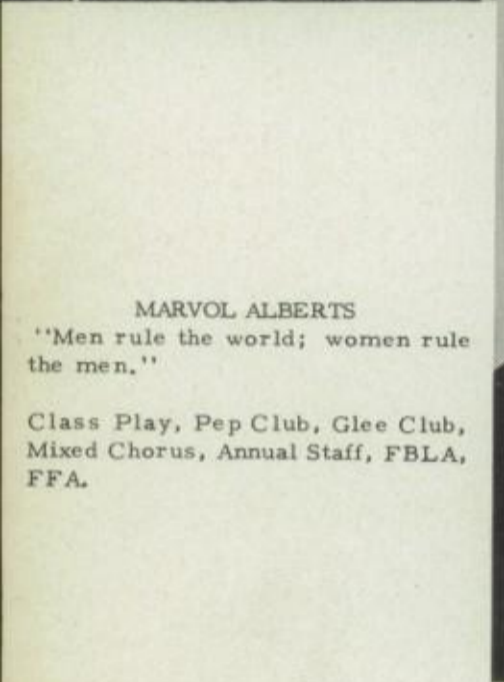 MARVOL ALBERTS
''Men rule the world; women rule
the men.''
Class Play, Pep Club, Glee Club,
Mixed Chorus, Annual Staff, FBLA,
FFA.